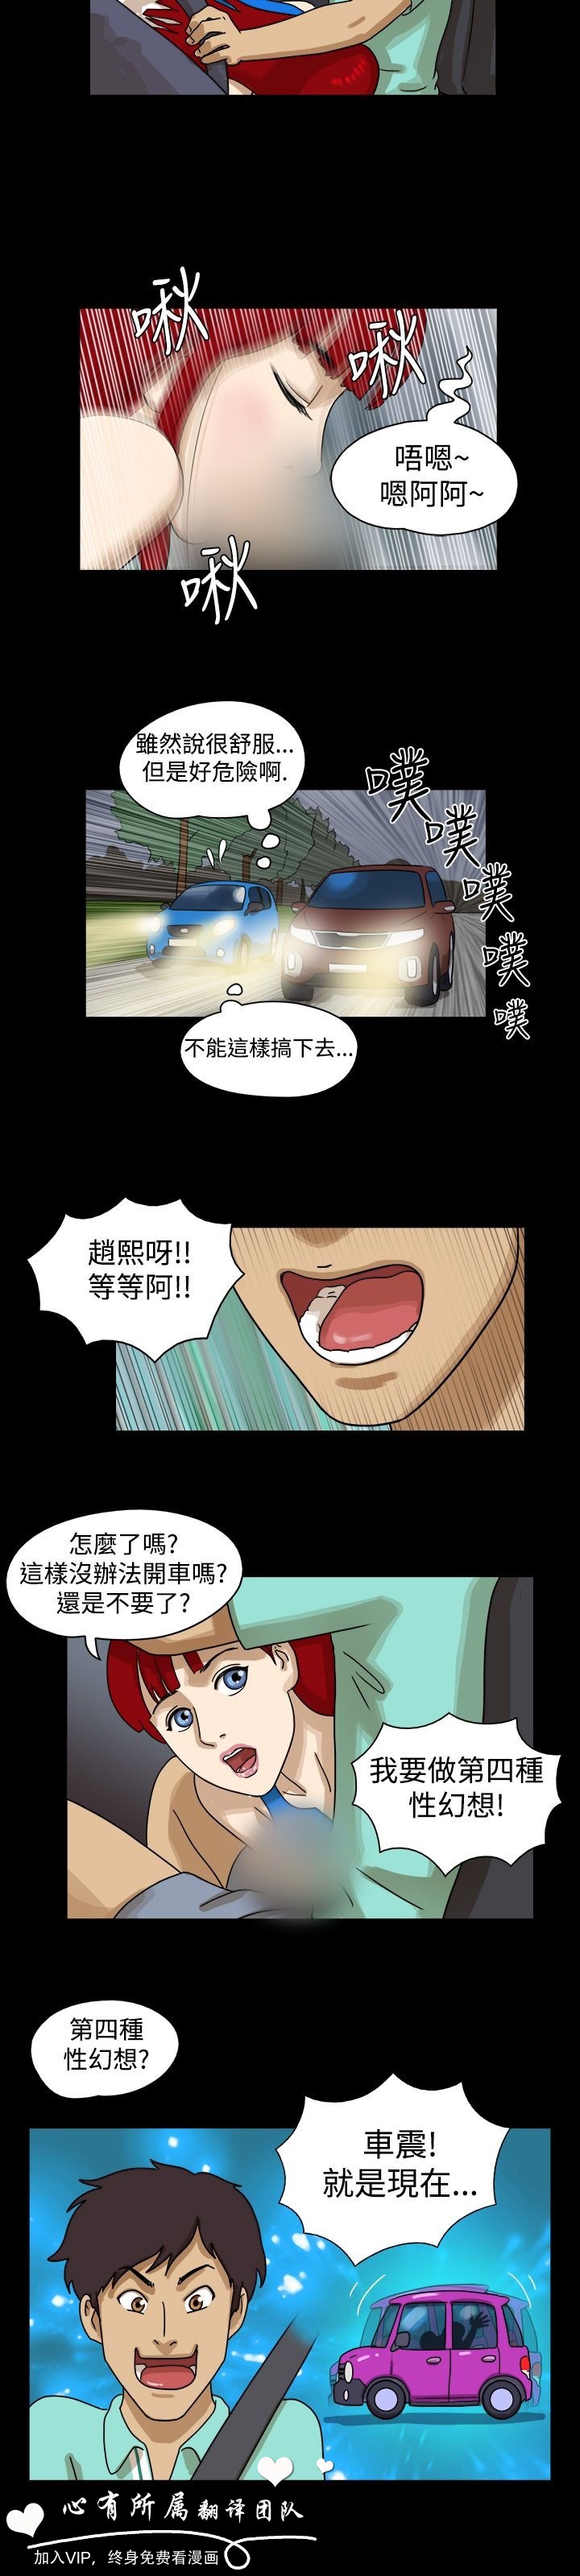 啾
啾
唔嗯~
嗯阿阿~
啾
雖然說很舒服...
但是好危險啊.
噗
噗
噗
噗
噗
不能這樣搞下去...
趙熙呀!!
等等阿!!
怎麼了嗎?
這樣沒辦法開車嗎?
還是不要了?
我要做第四種
性幻想!
第四種
性幻想?
車震!
就是現在...
心有所属翻译团队
加入VIP，终身免费看漫画